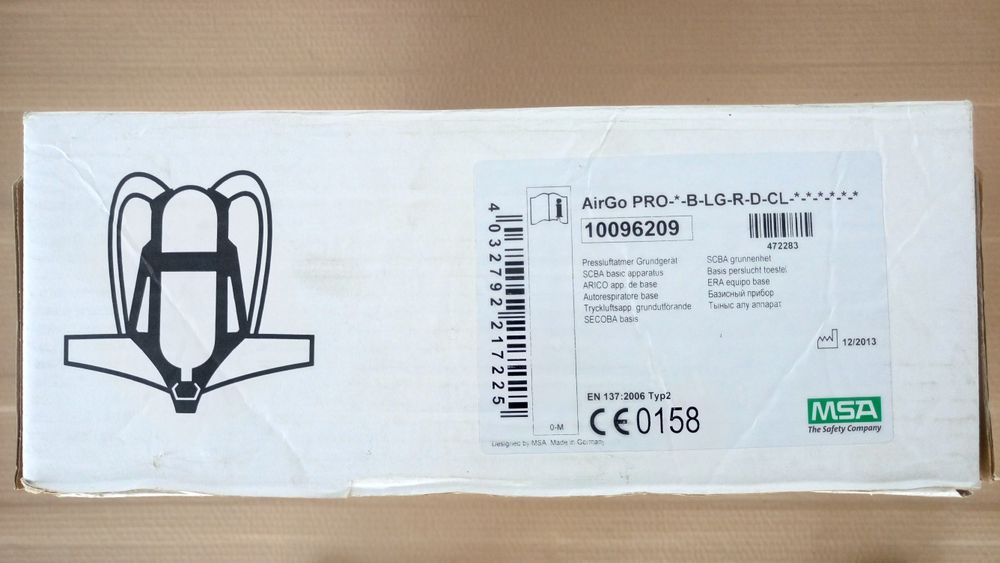 AirGo PRO-*-B-LG-R-D-CL-*-*-*-*-*-*
10096209
472283
Pressluftatmer Grundgerät
SCBA basic apparatus
ARICO app. de base
Autorespiratore base
Tryckluftsapp. grundutförande
SECOBA basis
SCBA grunnenhet
Basis perslucht toestel
ERA equipo base
Базисный прибор
Тыныс алу аппарат
12/2013
4 032792 217225
EN 137:2006 Typ2
CE 0158
0-M
Designed by MSA Made in Germany
MSA
The Safety Company